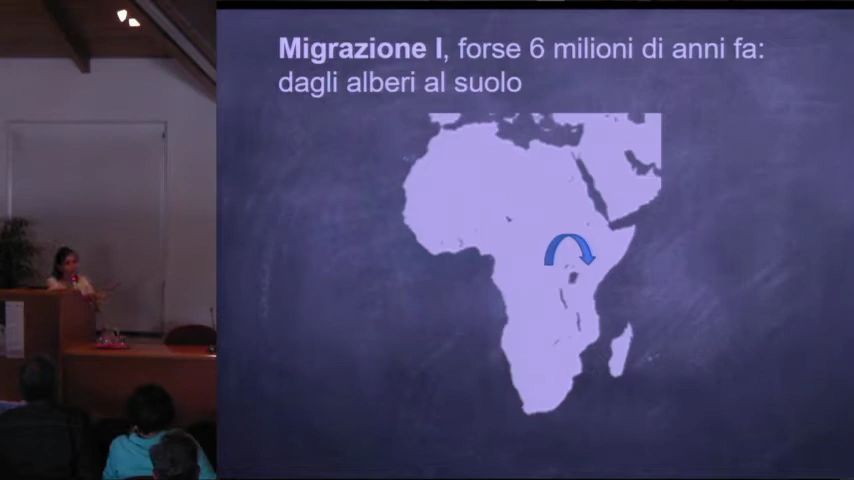 Migrazione I, forse 6 milioni di anni fa:
dagli alberi al suolo